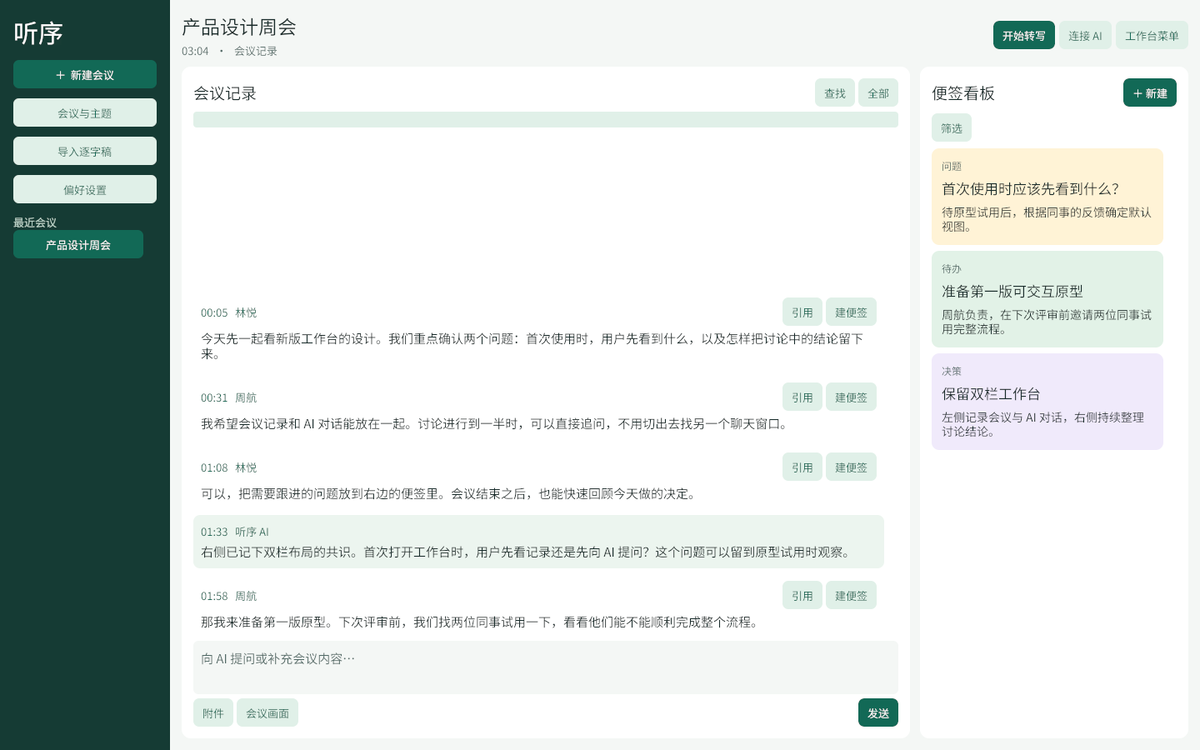 听序
＋ 新建会议
会议与主题
导入逐字稿
偏好设置
最近会议
产品设计周会
产品设计周会
03:04 · 会议记录
开始转写
连接 AI
工作台菜单
会议记录
查找
全部
00:05 林悦
引用
建便签
今天先一起看新版工作台的设计。我们重点确认两个问题：首次使用时，用户先看到什么，以及怎样把讨论中的结论留下
来。
00:31 周航
引用
建便签
我希望会议记录和 AI 对话能放在一起。讨论进行到一半时，可以直接追问，不用切出去找另一个聊天窗口。
01:08 林悦
引用
建便签
可以，把需要跟进的问题放到右边的便签里。会议结束之后，也能快速回顾今天做的决定。
01:33 听序 AI
右侧已记下双栏布局的共识。首次打开工作台时，用户先看记录还是先向 AI 提问？这个问题可以留到原型试用时观察。
01:58 周航
引用
建便签
那我来准备第一版原型。下次评审前，我们找两位同事试用一下，看看他们能不能顺利完成整个流程。
向 AI 提问或补充会议内容…
附件
会议画面
发送
便签看板
＋ 新建
筛选
问题
首次使用时应该先看到什么？
待原型试用后，根据同事的反馈确定默认
视图。
待办
准备第一版可交互原型
周航负责，在下次评审前邀请两位同事试
用完整流程。
决策
保留双栏工作台
左侧记录会议与 AI 对话，右侧持续整理
讨论结论。